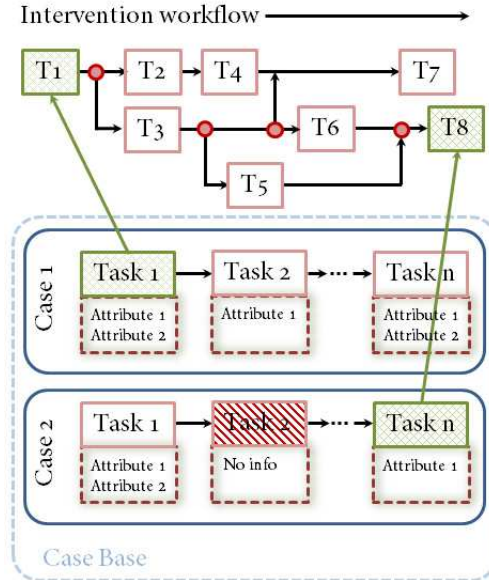 Intervention workflow
T1 T2 T4 T7
T3 T6 T8
T5
Case 1
Task 1 Task 2 ... Task n
Attribute 1 Attribute 1 Attribute 1
Attribute 2 Attribute 2
Case 2
Task 1 Task 2 ... Task n
Attribute 1 No info Attribute 1
Attribute 2
Case Base